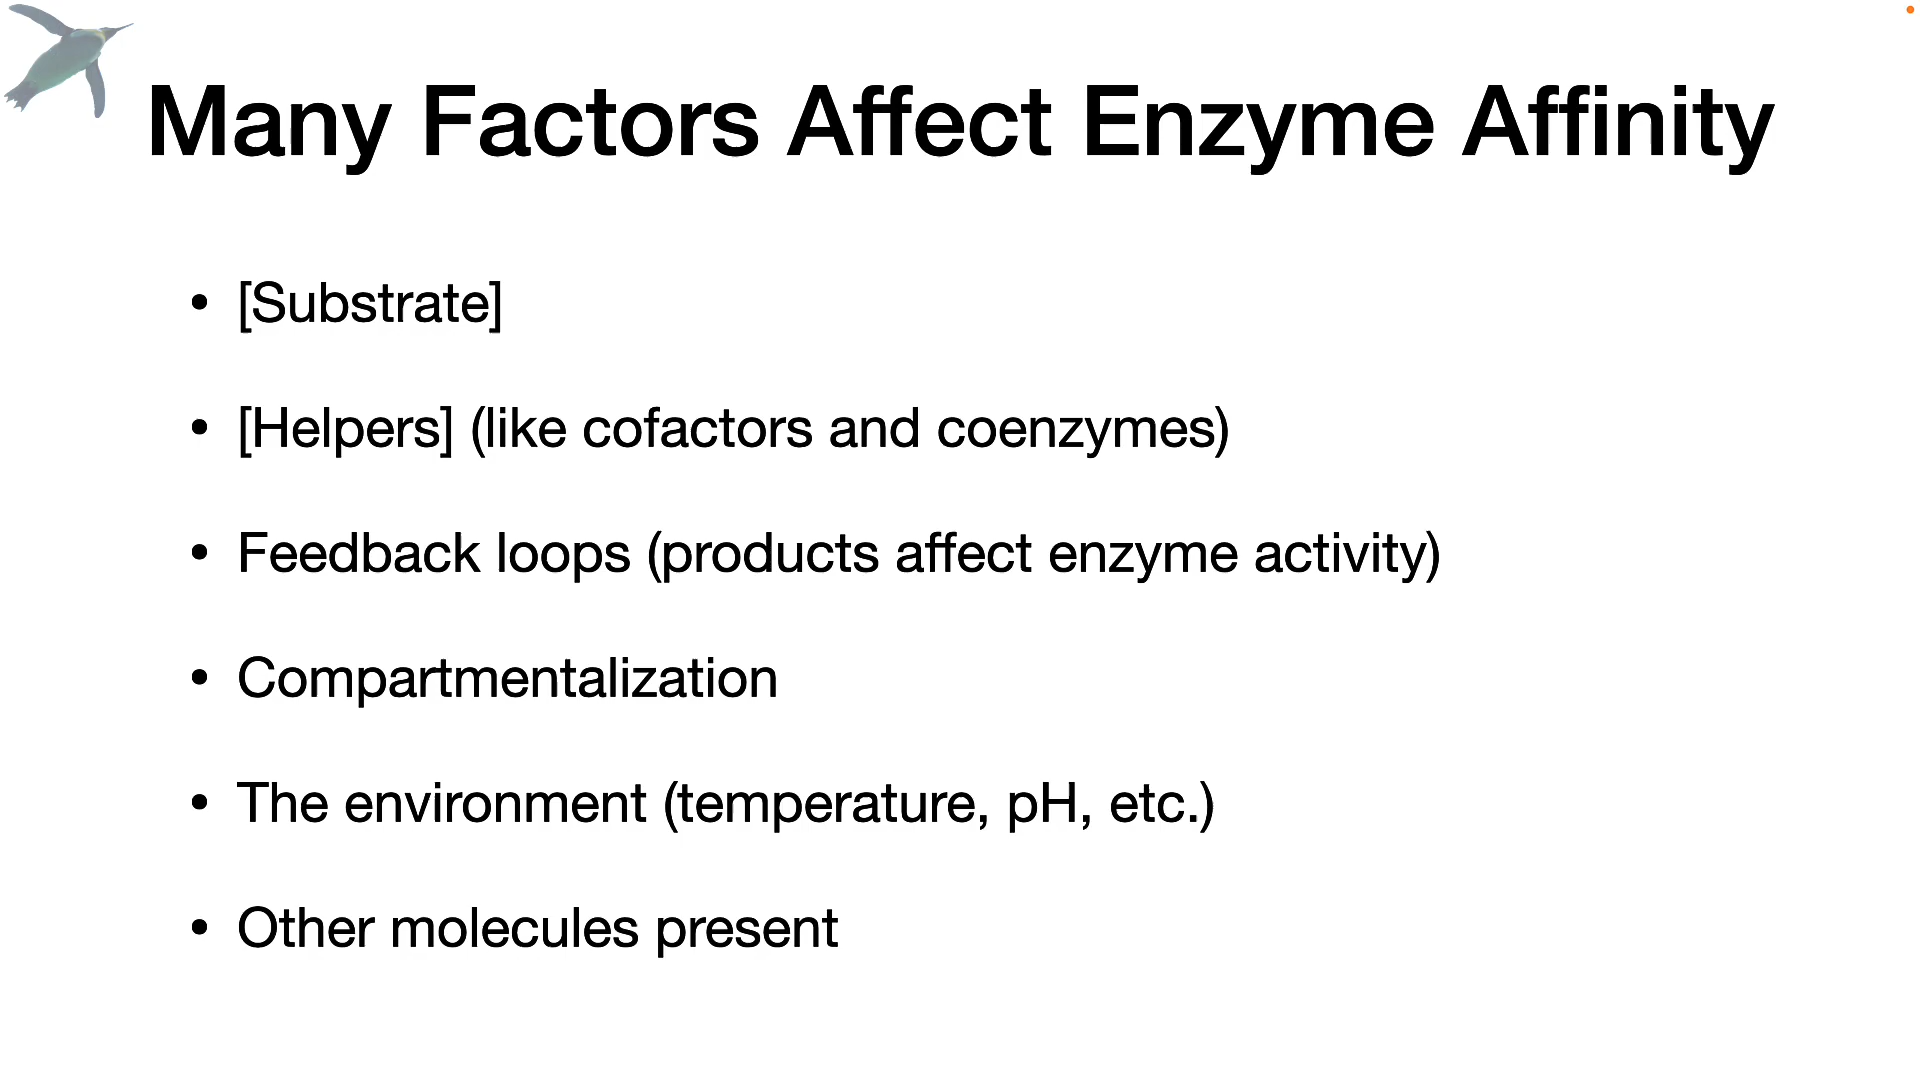 Many Factors Affect Enzyme Affinity
• [Substrate]
• [Helpers] (like cofactors and coenzymes)
• Feedback loops (products affect enzyme activity)
• Compartmentalization
• The environment (temperature, pH, etc.)
• Other molecules present